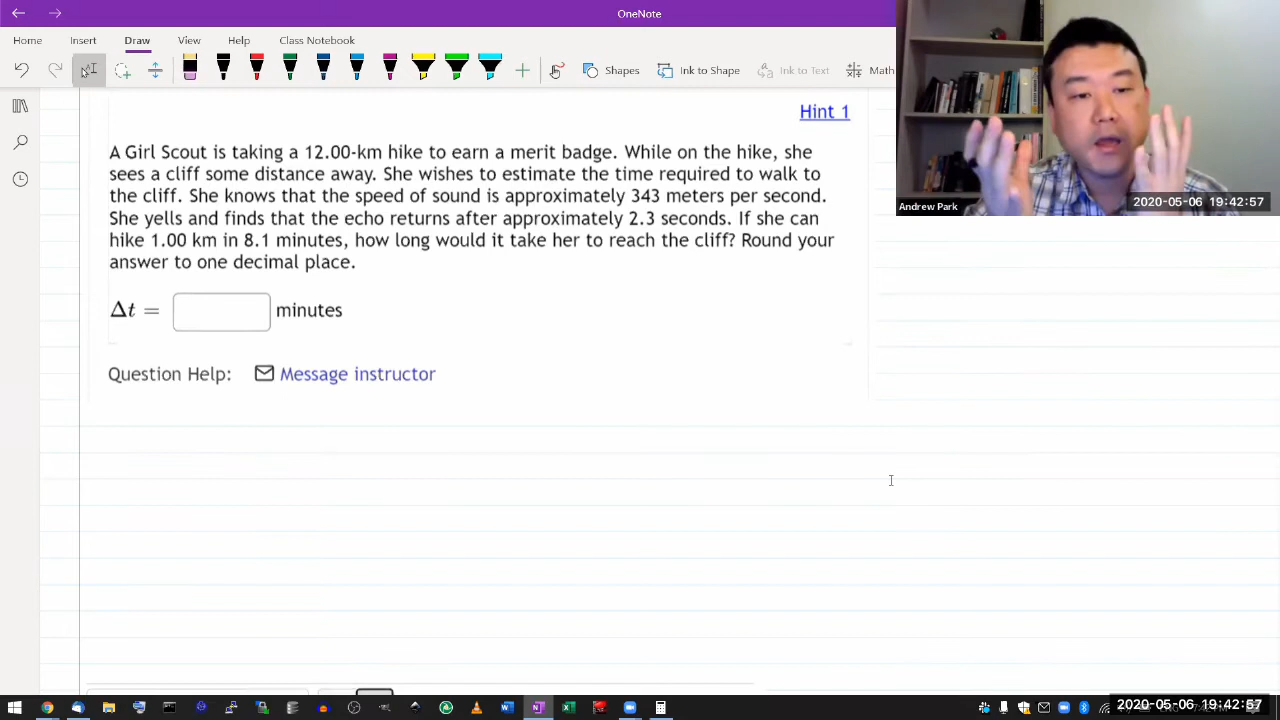 OneNote
Home Insert Draw View Help Class Notebook
Shapes Ink to Shape Ink to Text Math
Hint 1
A Girl Scout is taking a 12.00-km hike to earn a merit badge. While on the hike, she
sees a cliff some distance away. She wishes to estimate the time required to walk to
the cliff. She knows that the speed of sound is approximately 343 meters per second.
She yells and finds that the echo returns after approximately 2.3 seconds. If she can
hike 1.00 km in 8.1 minutes, how long would it take her to reach the cliff? Round your
answer to one decimal place.
Δt = minutes
Question Help: Message instructor
Andrew Park
2020-05-06 19:42:57
2020-05-06 19:42:57